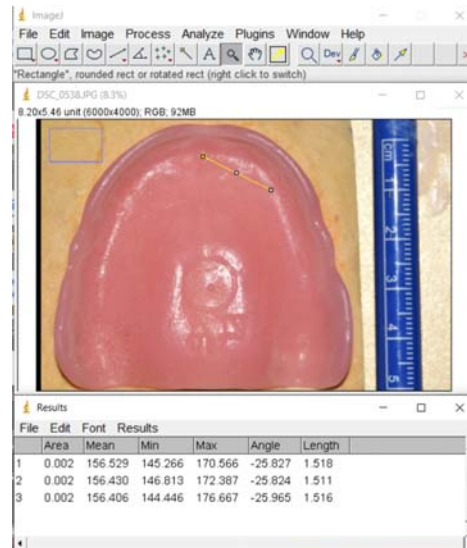 ImageJ
File Edit Image Process Analyze Plugins Window Help
A Dev
*Rectangle*, rounded rect or rotated rect (right click to switch)
DSC_0538.JPG (8.3%)
8.20x5.46 unit (6000x4000); RGB; 92MB
cm
1
2
3
4
5
Results
File Edit Font Results
Area Mean Min Max Angle Length
1 0.002 156.529 145.266 170.566 -25.827 1.518
2 0.002 156.430 146.813 172.387 -25.824 1.511
3 0.002 156.406 144.446 176.667 -25.965 1.516